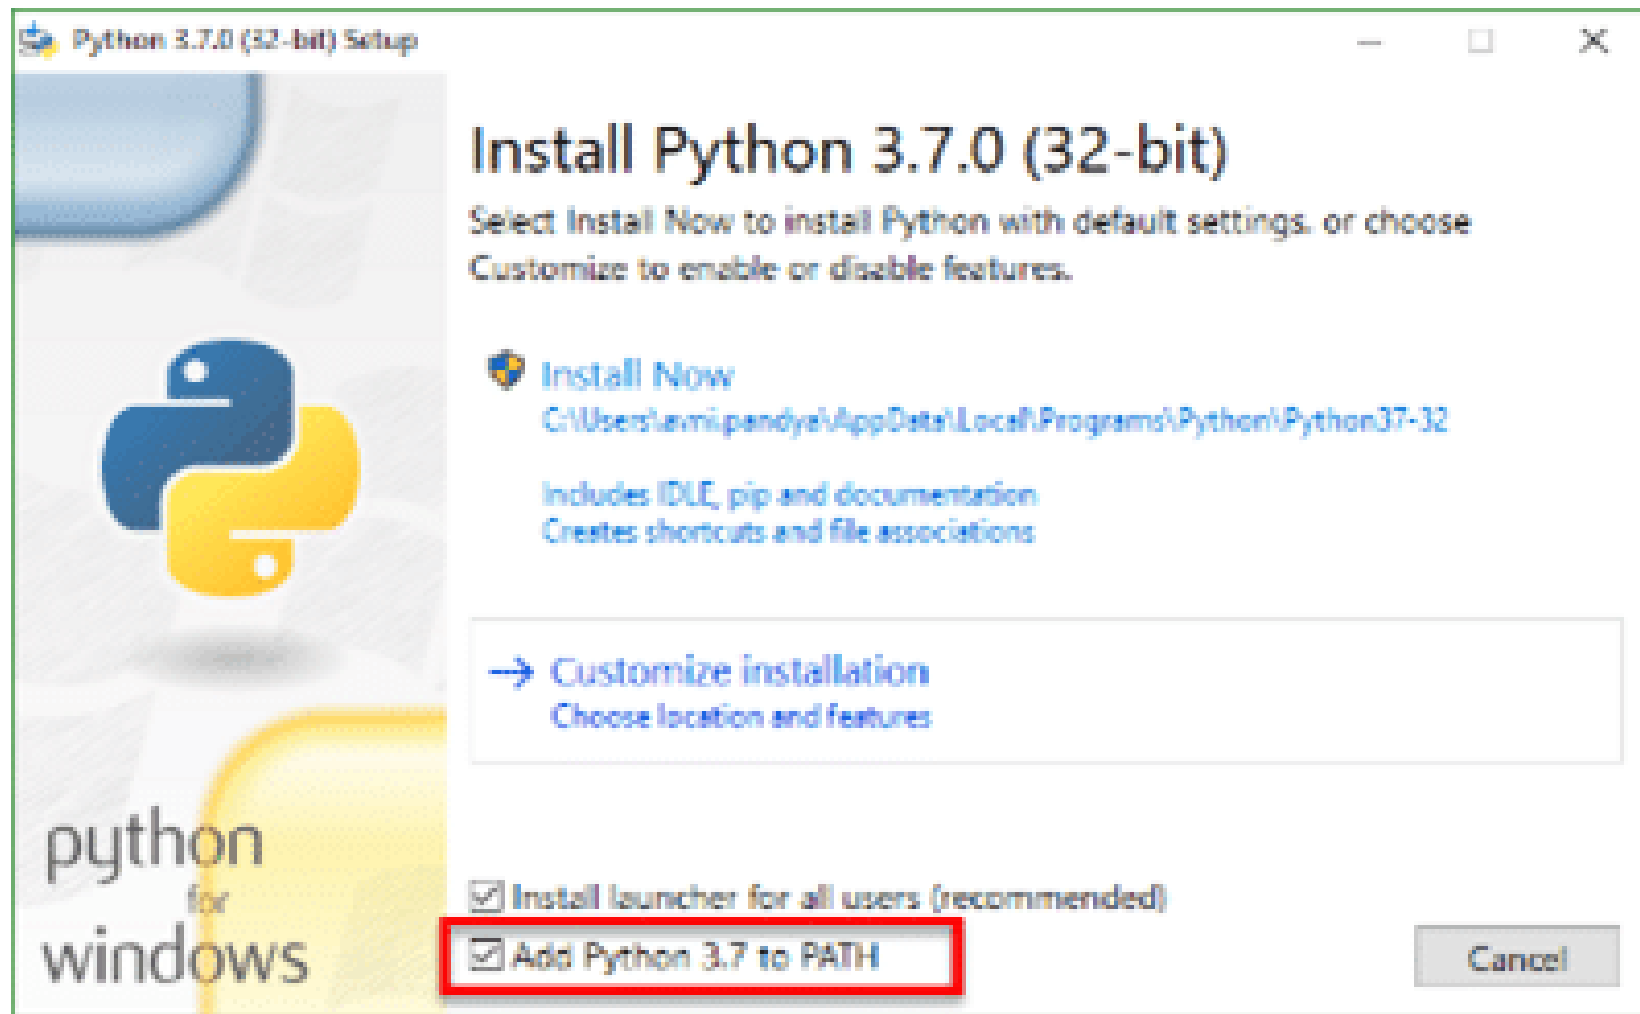 Python 3.7.0 (32-bit) Setup
Install Python 3.7.0 (32-bit)
Select Install Now to install Python with default settings, or choose
Customize to enable or disable features.
Install Now
C:\Users\avni.pandya\AppData\Local\Programs\Python\Python37-32
Includes IDLE, pip and documentation
Creates shortcuts and file associations
Customize installation
Choose location and features
python
for
windows
Install launcher for all users (recommended)
Add Python 3.7 to PATH
Cancel